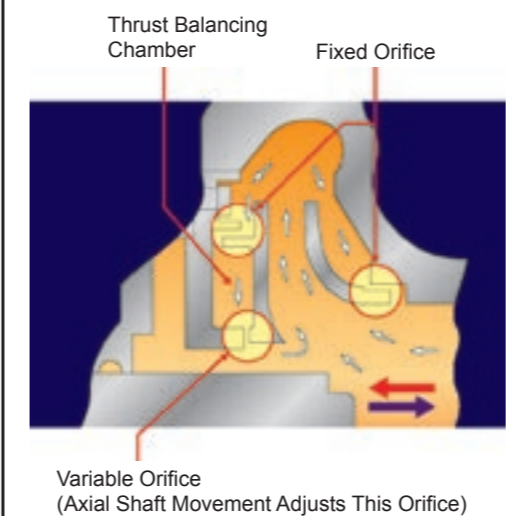 Thrust Balancing
Chamber
Fixed Orifice
Variable Orifice
(Axial Shaft Movement Adjusts This Orifice)